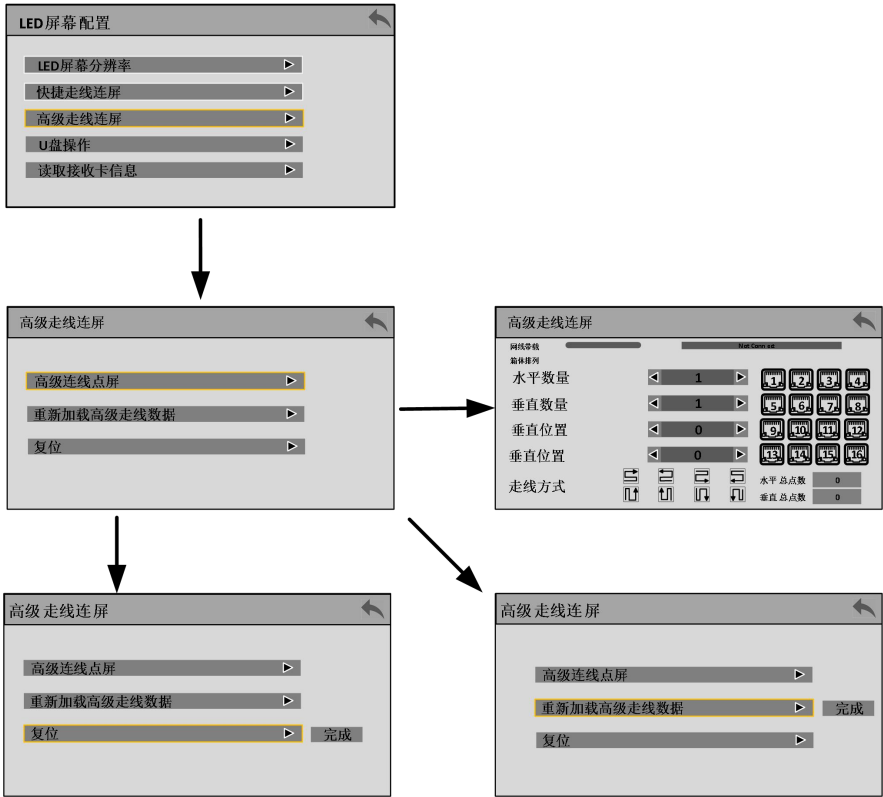 LED屏幕配置
LED屏幕分辨率
快捷走线连屏
高级走线连屏
U盘操作
读取接收卡信息
高级走线连屏
高级连线点屏
重新加载高级走线数据
复位
高级走线连屏
网线带载
Not Connect
箱体排列
水平数量 1
垂直数量 1
垂直位置 0
垂直位置 0
1 2 3 4
5 6 7 8
9 10 11 12
13 14 15 16
走线方式
水平总点数 0
垂直总点数 0
高级走线连屏
高级连线点屏
重新加载高级走线数据
复位 完成
高级走线连屏
高级连线点屏
重新加载高级走线数据 完成
复位